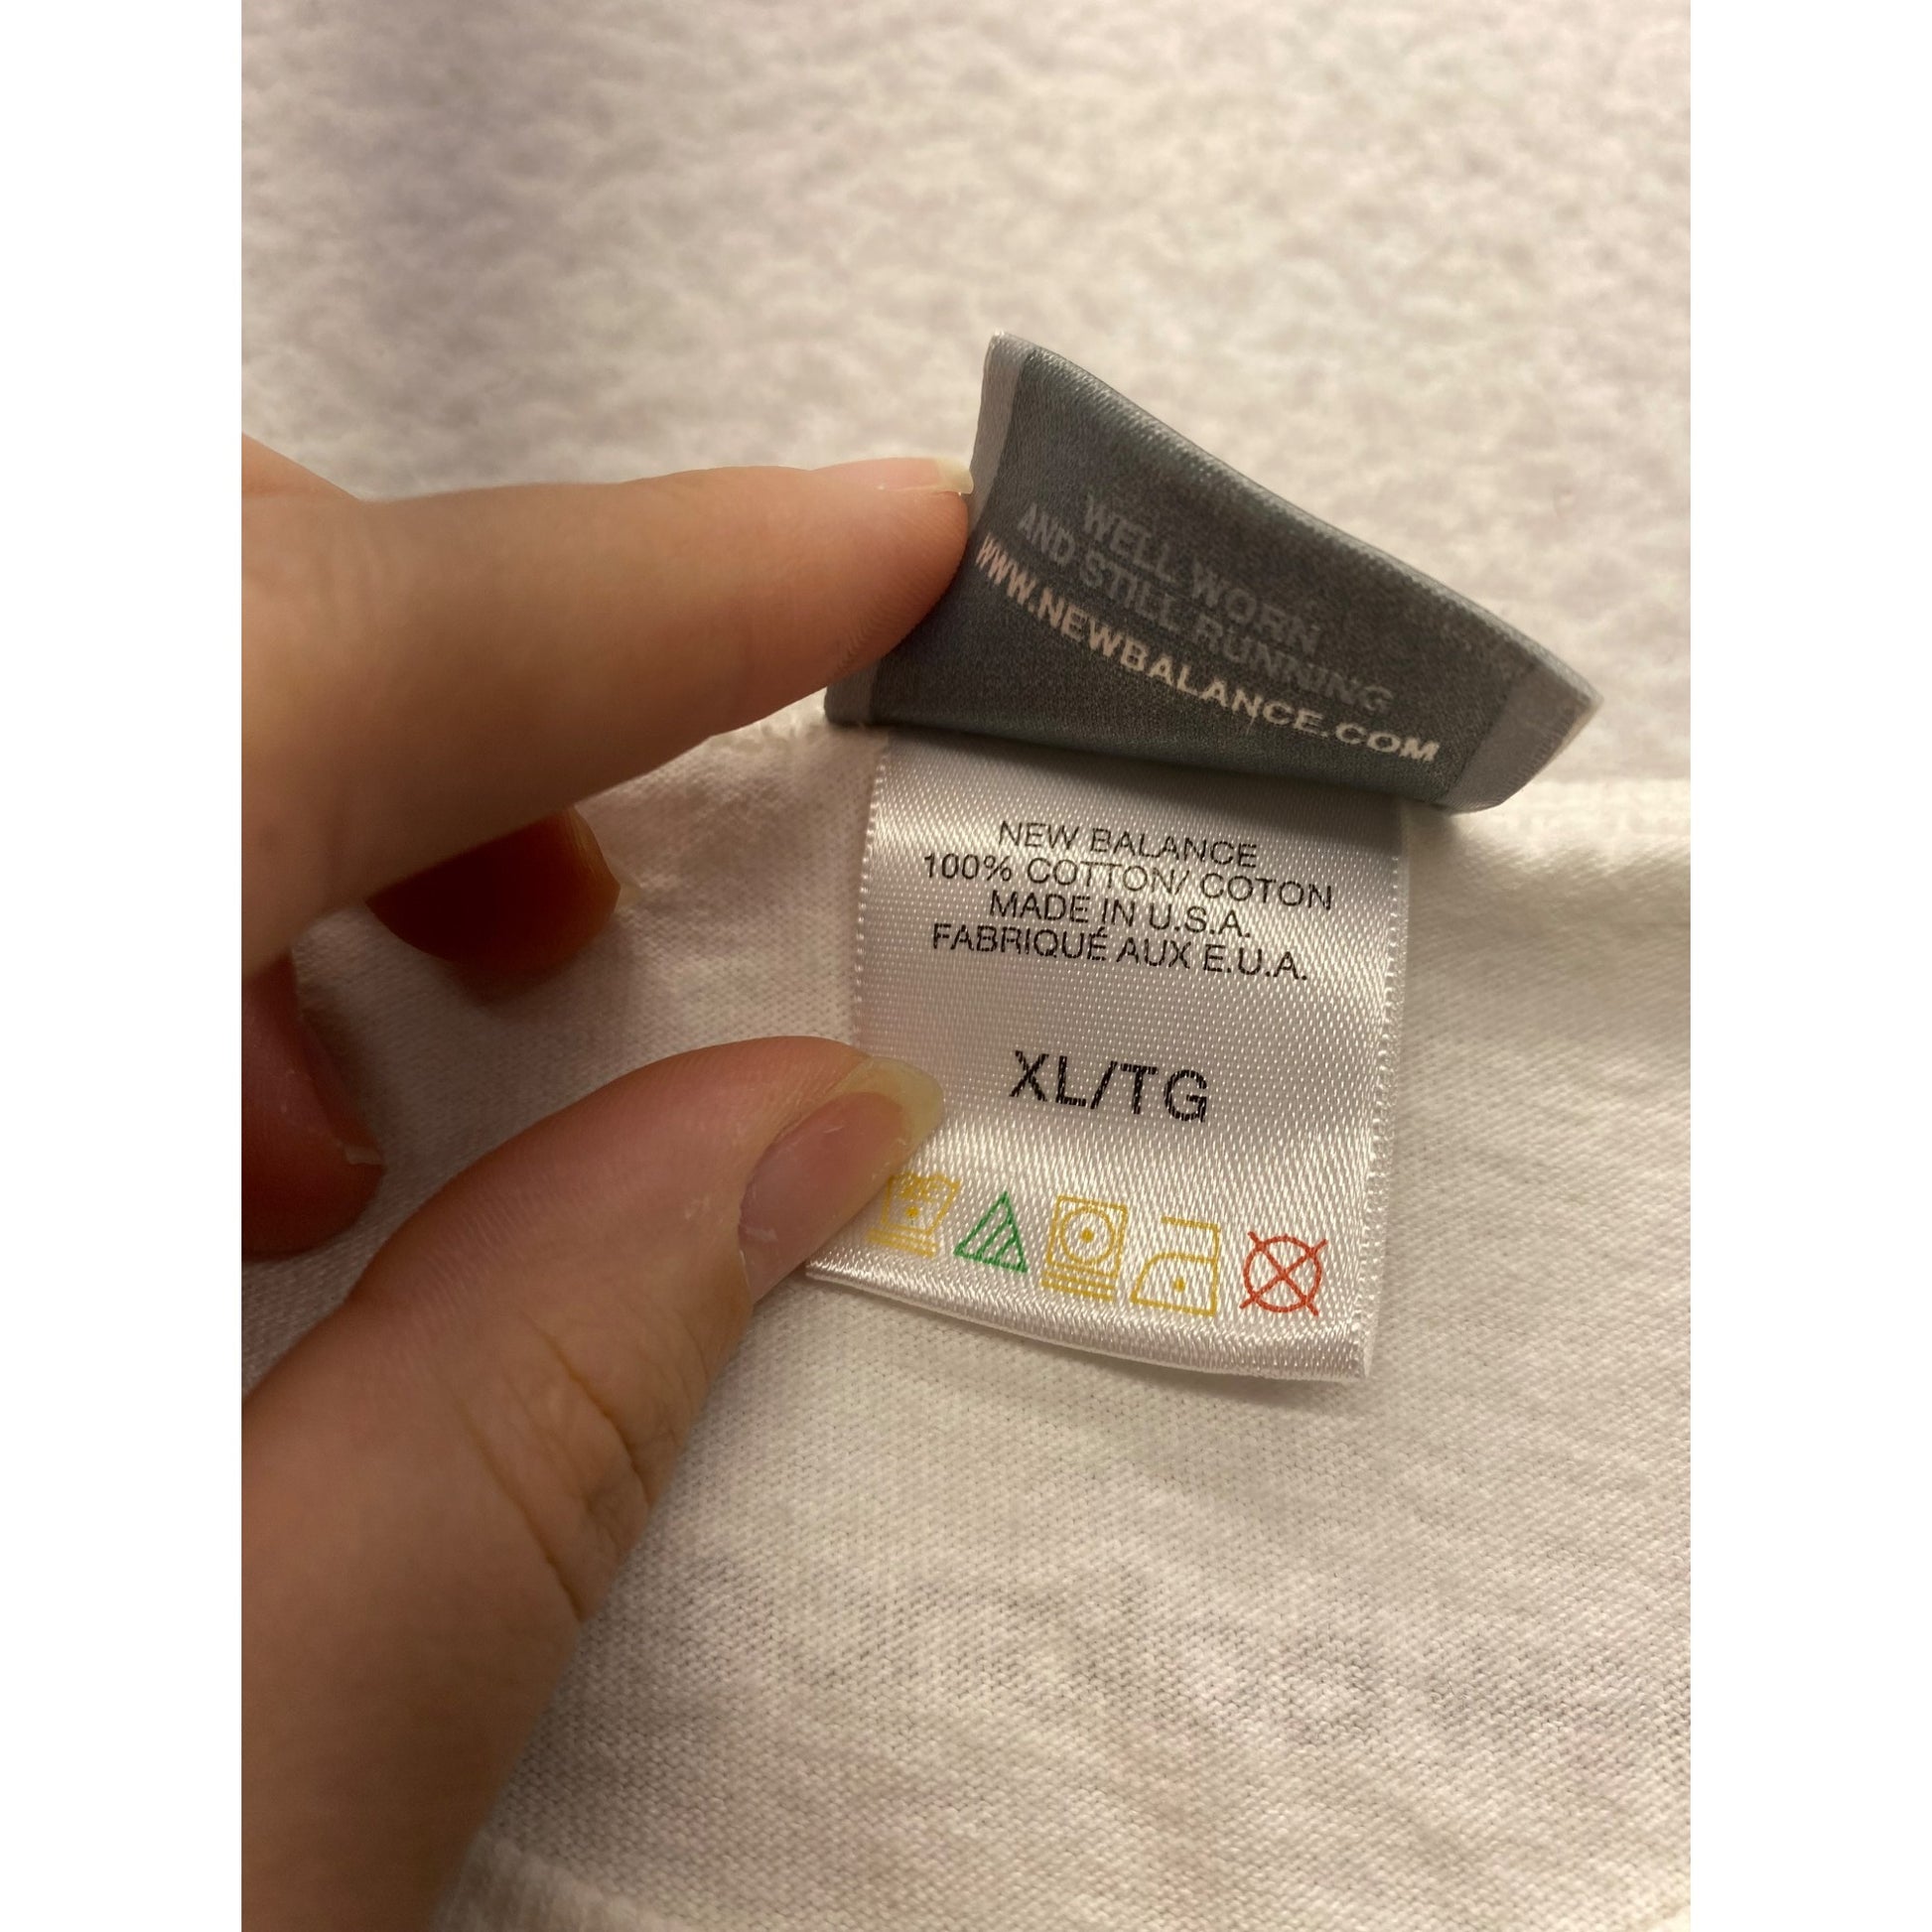 WELL WORN
AND STILL RUNNING
WWW.NEWBALANCE.COM
NEW BALANCE
100% COTTON/ COTON
MADE IN U.S.A.
FABRIQUÉ AUX E.U.A.
XL/TG